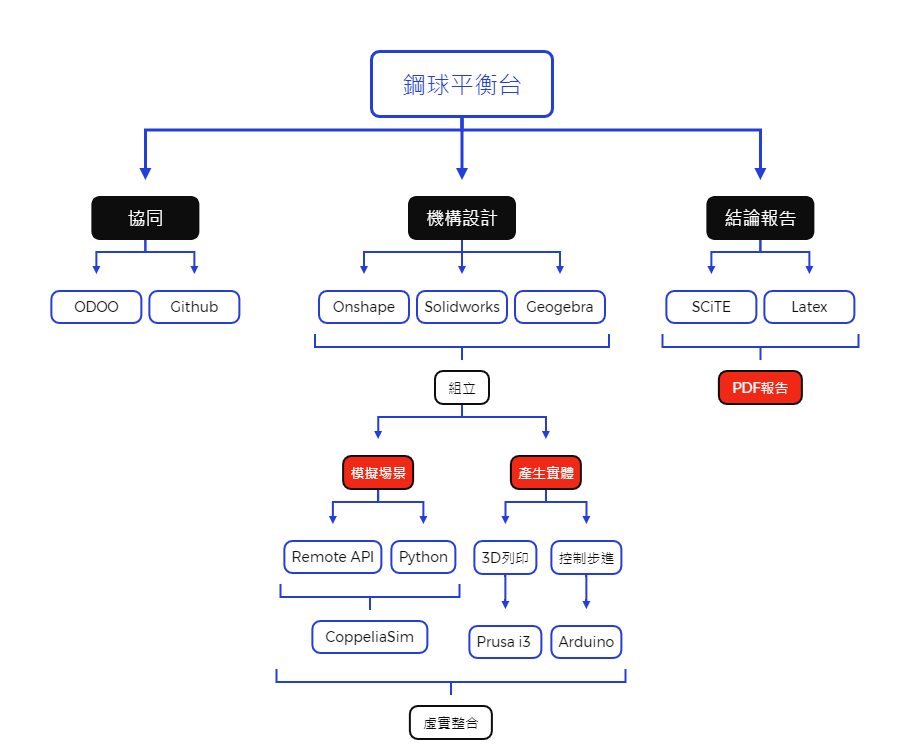 鋼球平衡台
協同
機構設計
結論報告
ODOO
Github
Onshape
Solidworks
Geogebra
SCiTE
Latex
組立
PDF報告
模擬場景
產生實體
Remote API
Python
3D列印
控制步進
CoppeliaSim
Prusa i3
Arduino
虛實整合